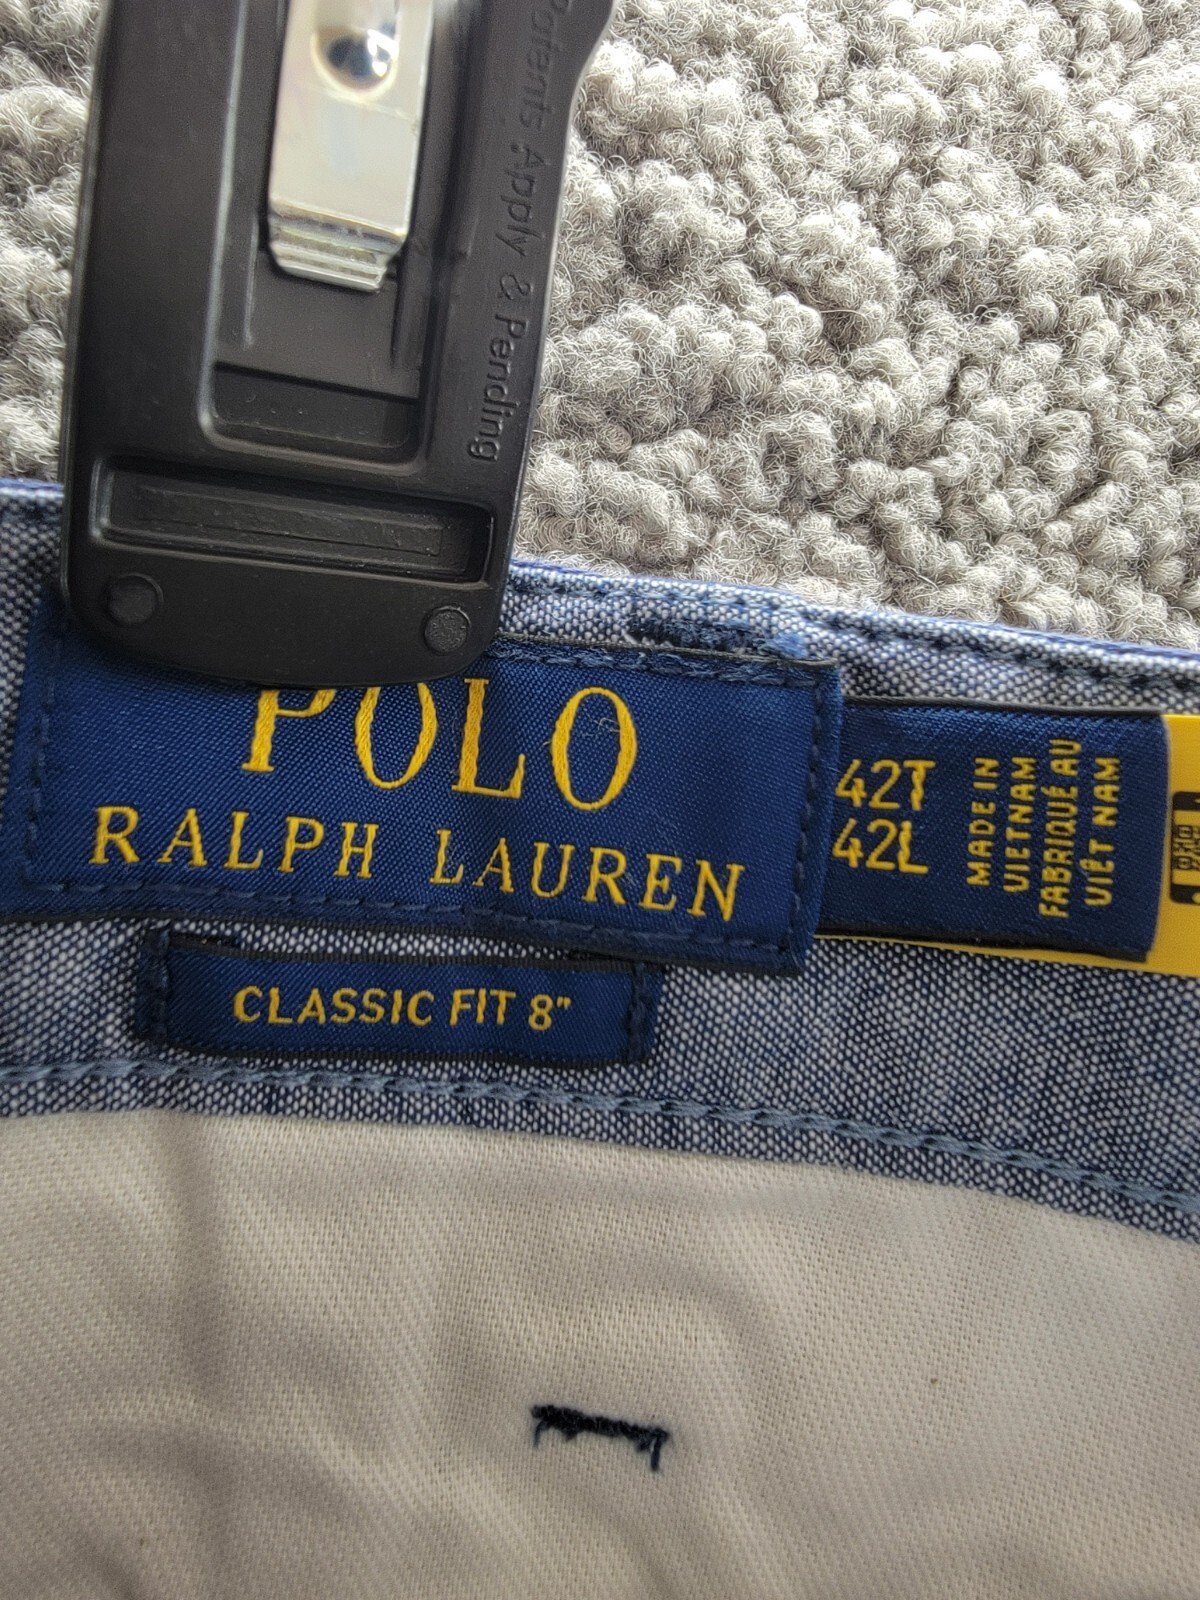 Patents Apply & Pending
POLO
RALPH LAUREN
42T
42L
MADE IN
VIETNAM
FABRIQUÉ AU
VIÊT NAM
CLASSIC FIT 8"